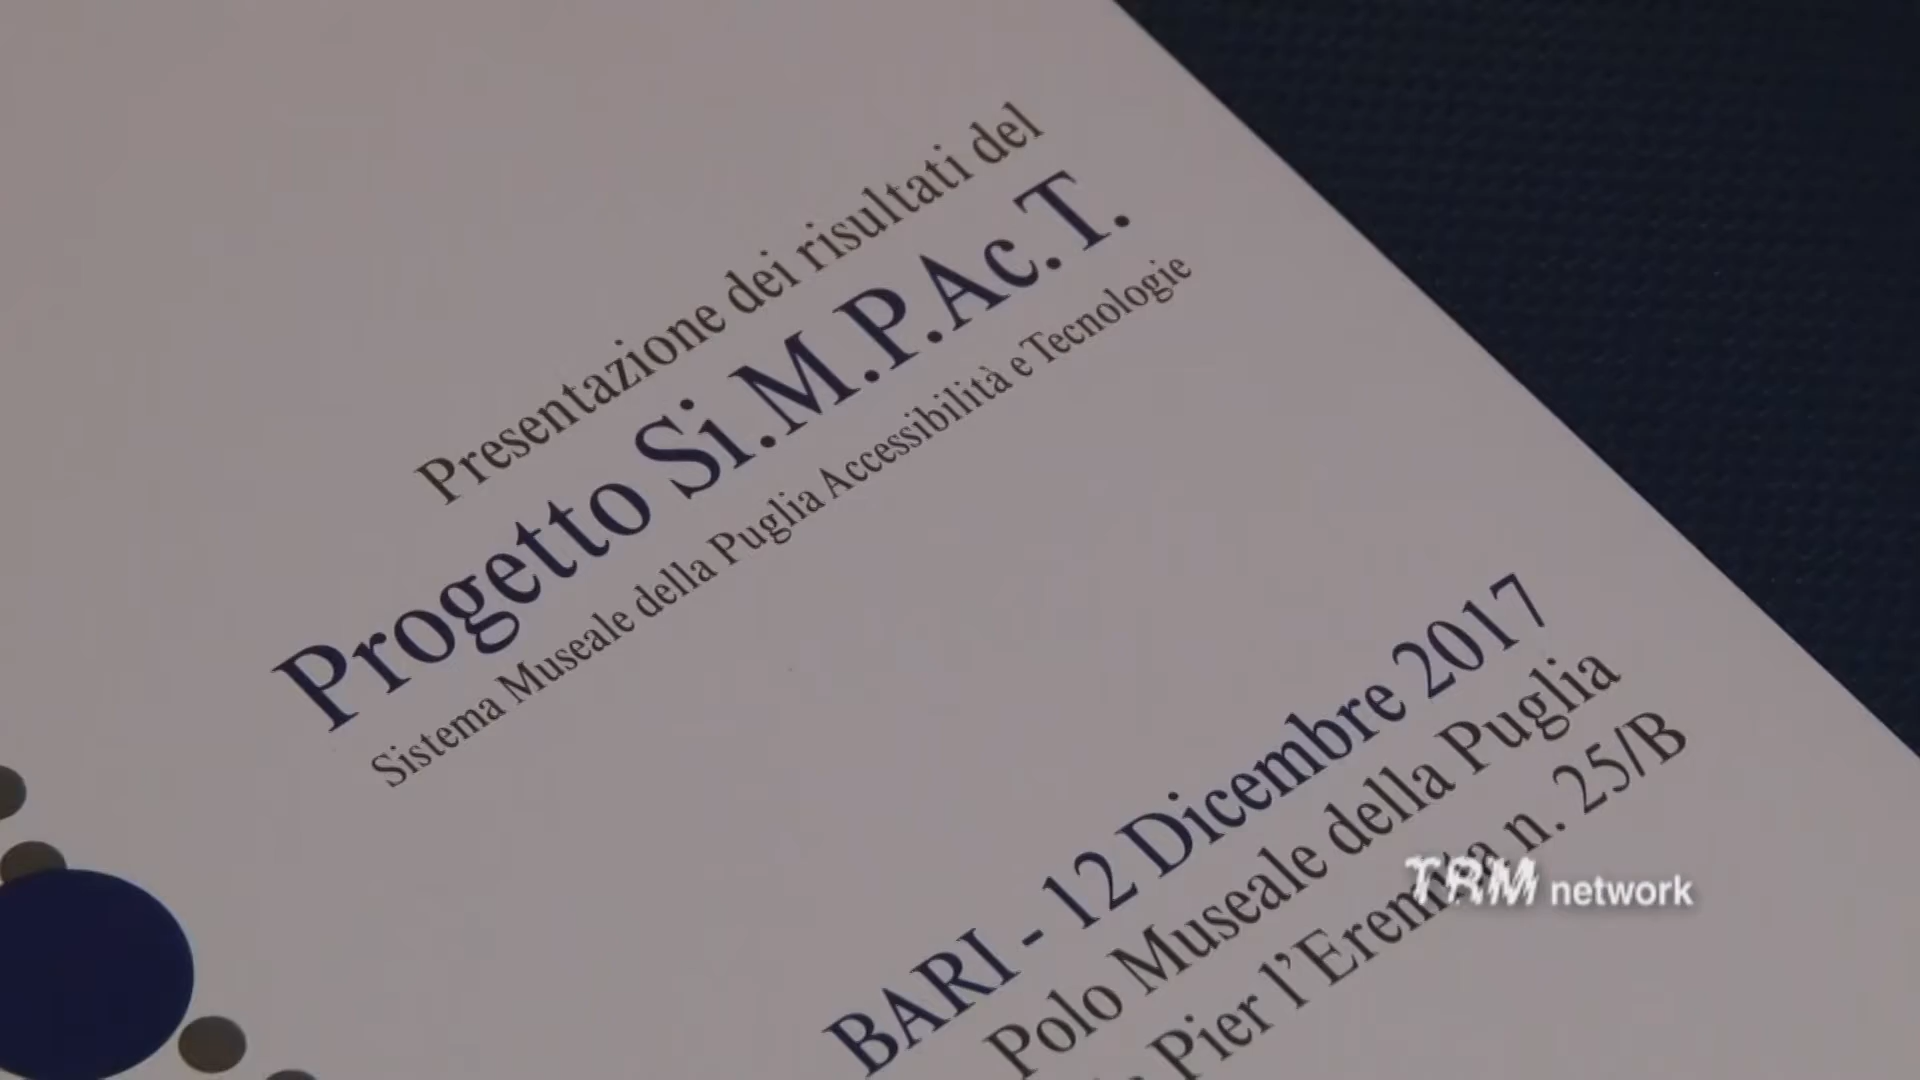 Presentazione dei risultati del
Progetto Si.M.P.Ac.T.
Sistema Museale della Puglia Accessibilità e Tecnologie
BARI - 12 Dicembre 2017
Polo Museale della Puglia
Pier l'Eremita n. 25/B
TRM network